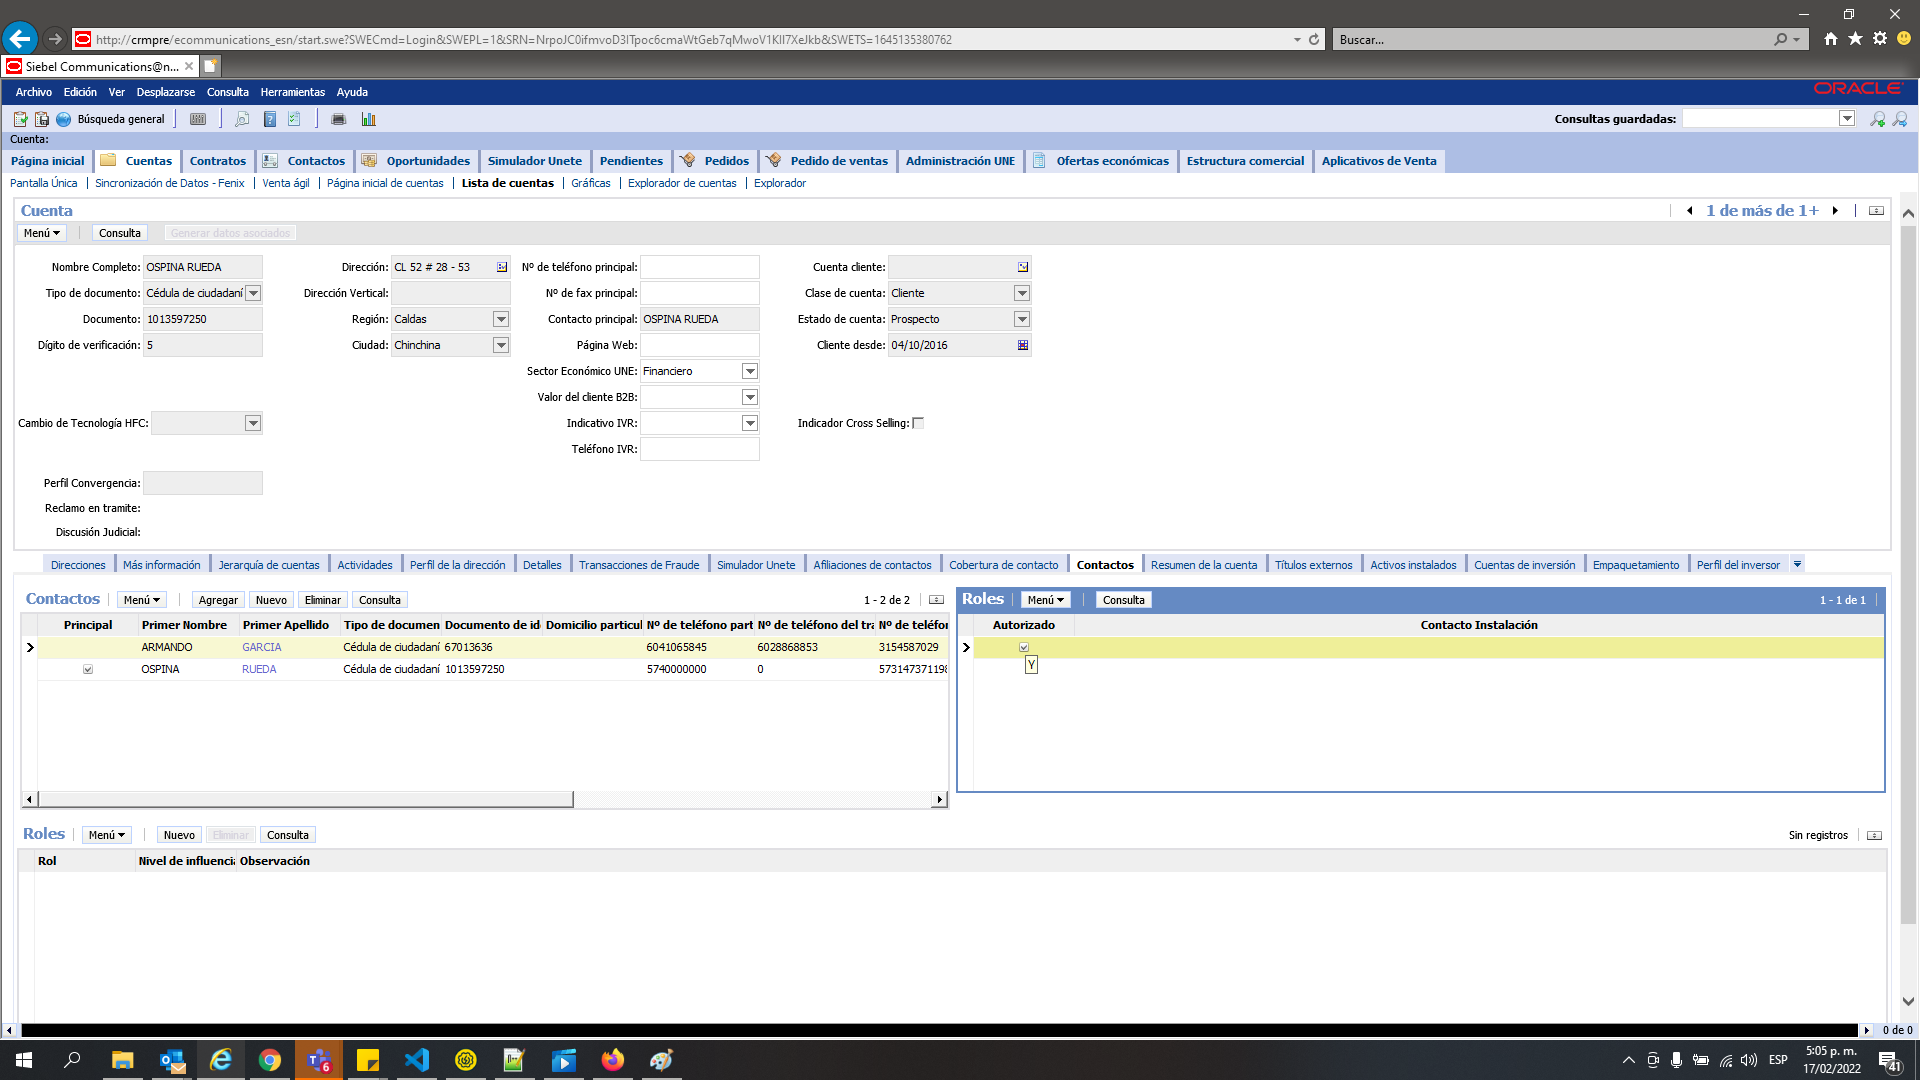 http://crmpre/ecommunications_esn/start.swe?SWECmd=Login&SWEPL=1&SRN=NrpoJC0ifmvoD3ITpoc6cmaWtGeb7qMwoV1KII7XeJkb&SWETS=1645135380762
Buscar...
Siebel Communications@n...
Archivo Edición Ver Desplazarse Consulta Herramientas Ayuda
ORACLE
Búsqueda general
Consultas guardadas:
Cuenta:
Página inicial Cuentas Contratos Contactos Oportunidades Simulador Unete Pendientes Pedidos Pedido de ventas Administración UNE Ofertas económicas Estructura comercial Aplicativos de Venta
Pantalla Única Sincronización de Datos - Fenix Venta ágil Página inicial de cuentas Lista de cuentas Gráficas Explorador de cuentas Explorador
Cuenta
1 de más de 1+
Menú Consulta Generar datos asociados
Nombre Completo: OSPINA RUEDA Dirección: CL 52 # 28 - 53 Nº de teléfono principal: Cuenta cliente:
Tipo de documento: Cédula de ciudadaní Dirección Vertical: Nº de fax principal: Clase de cuenta: Cliente
Documento: 1013597250 Región: Caldas Contacto principal: OSPINA RUEDA Estado de cuenta: Prospecto
Dígito de verificación: 5 Ciudad: Chinchina Página Web: Cliente desde: 04/10/2016
Sector Económico UNE: Financiero
Valor del cliente B2B:
Cambio de Tecnología HFC: Indicativo IVR: Indicador Cross Selling:
Teléfono IVR:
Perfil Convergencia:
Reclamo en tramite:
Discusión Judicial:
Direcciones Más información Jerarquía de cuentas Actividades Perfil de la dirección Detalles Transacciones de Fraude Simulador Unete Afiliaciones de contactos Cobertura de contacto Contactos Resumen de la cuenta Títulos externos Activos instalados Cuentas de inversión Empaquetamiento Perfil del inversor
Contactos Menú Agregar Nuevo Eliminar Consulta 1 - 2 de 2
Principal Primer Nombre Primer Apellido Tipo de documen Documento de ide Domicilio particul Nº de teléfono part Nº de teléfono del tra Nº de teléfon
ARMANDO GARCIA Cédula de ciudadaní 67013636 6041065845 6028868853 3154587029
OSPINA RUEDA Cédula de ciudadaní 1013597250 5740000000 0 573147371198
Roles Menú Consulta 1 - 1 de 1
Autorizado Contacto Instalación
Y
Roles Menú Nuevo Eliminar Consulta Sin registros
Rol Nivel de influencia Observación
0 de 0
6
ESP
5:05 p. m.
17/02/2022
41